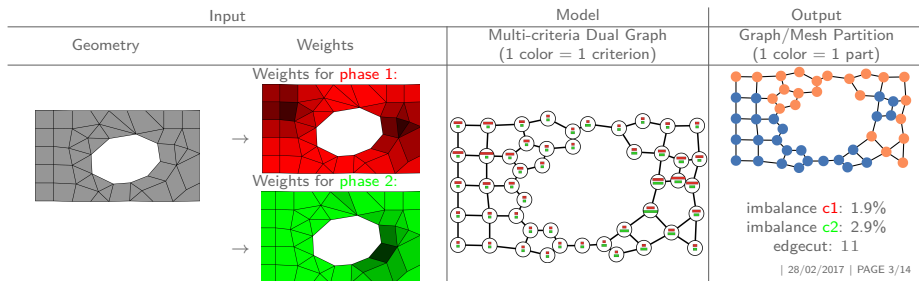 Input
Model
Output
Geometry
Weights
Multi-criteria Dual Graph
(1 color = 1 criterion)
Graph/Mesh Partition
(1 color = 1 part)
Weights for phase 1:
→
Weights for phase 2:
→
imbalance c1: 1.9%
imbalance c2: 2.9%
edgecut: 11
| 28/02/2017 | PAGE 3/14